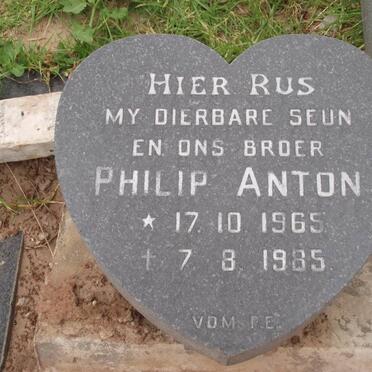 HIER RUS
MY DIERBARE SEUN
EN ONS BROER
PHILIP ANTON
* 17. 10. 1965
† 7. 8. 1985
VOM P.E.